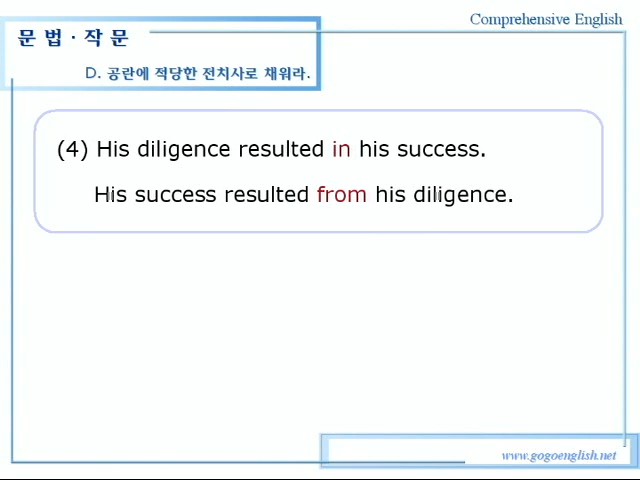 Comprehensive English
문 법 · 작 문
D. 공란에 적당한 전치사로 채워라.
(4) His diligence resulted in his success.
His success resulted from his diligence.
www.gogoenglish.net